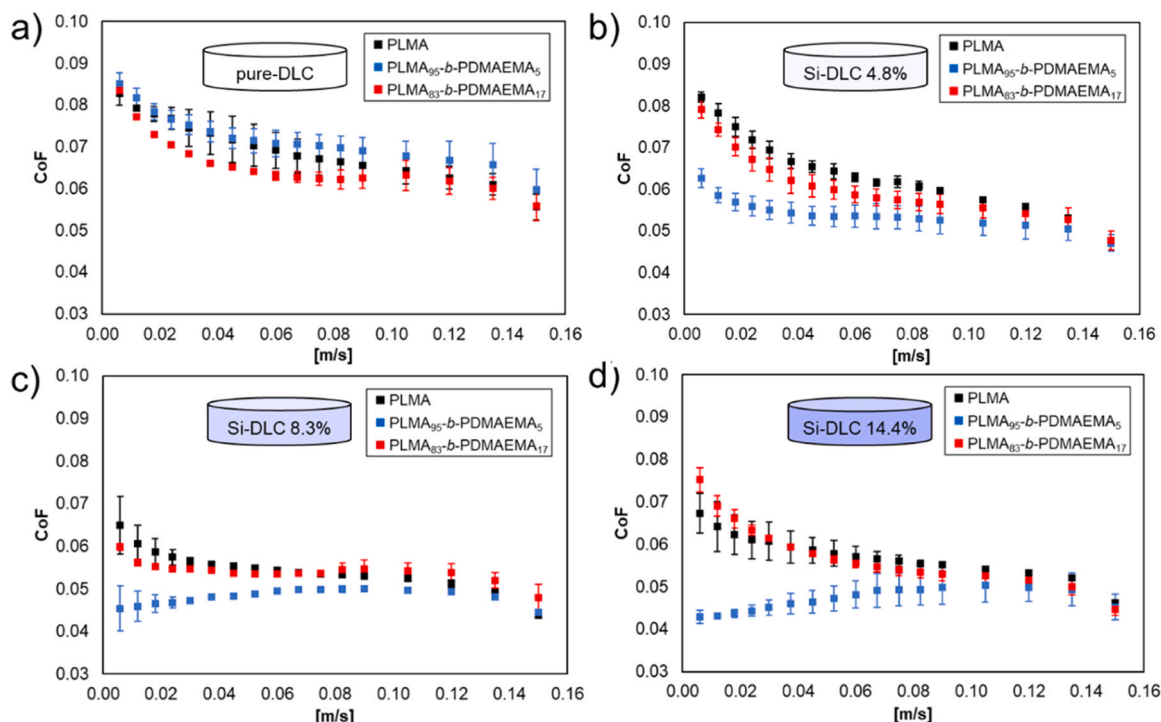 a)
pure-DLC
PLMA
PLMA₉₅-b-PDMAEMA₅
PLMA₈₃-b-PDMAEMA₁₇
CoF
0.10
0.09
0.08
0.07
0.06
0.05
0.04
0.03
0.00 0.02 0.04 0.06 0.08 0.10 0.12 0.14 0.16
[m/s]
b)
Si-DLC 4.8%
PLMA
PLMA₉₅-b-PDMAEMA₅
PLMA₈₃-b-PDMAEMA₁₇
CoF
0.10
0.09
0.08
0.07
0.06
0.05
0.04
0.03
0.00 0.02 0.04 0.06 0.08 0.10 0.12 0.14 0.16
[m/s]
c)
Si-DLC 8.3%
PLMA
PLMA₉₅-b-PDMAEMA₅
PLMA₈₃-b-PDMAEMA₁₇
CoF
0.10
0.09
0.08
0.07
0.06
0.05
0.04
0.03
0.00 0.02 0.04 0.06 0.08 0.10 0.12 0.14 0.16
[m/s]
d)
Si-DLC 14.4%
PLMA
PLMA₉₅-b-PDMAEMA₅
PLMA₈₃-b-PDMAEMA₁₇
CoF
0.10
0.09
0.08
0.07
0.06
0.05
0.04
0.03
0.00 0.02 0.04 0.06 0.08 0.10 0.12 0.14 0.16
[m/s]